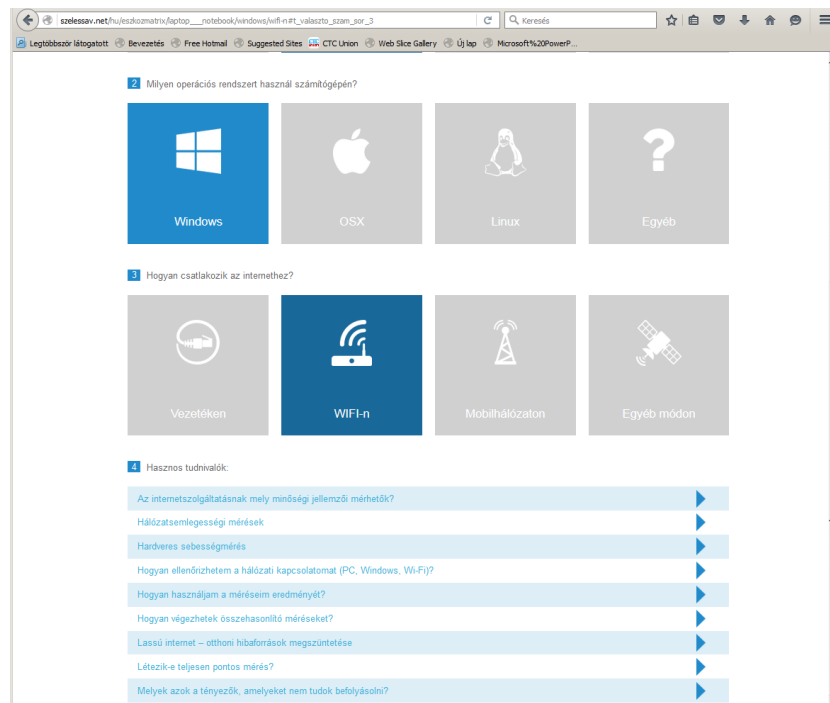 szelessav.net/hu/eszkozmatrix/laptop___notebook/windows/wifi-n#t_valaszto_szam_sor_3
Keresés
Legtöbbször látogatott Bevezetés Free Hotmail Suggested Sites CTC Union Web Slice Gallery Új lap Microsoft%20PowerP...
2 Milyen operációs rendszert használ számítógépén?
Windows OSX Linux Egyéb
3 Hogyan csatlakozik az internethez?
Vezetéken WIFI-n Mobilhálózaton Egyéb módon
4 Hasznos tudnivalók:
Az internetszolgáltatásnak mely minőségi jellemzői mérhetők?
Hálózatsemlegességi mérések
Hardveres sebességmérés
Hogyan ellenőrizhetem a hálózati kapcsolatomat (PC, Windows, Wi-Fi)?
Hogyan használjam a méréseim eredményét?
Hogyan végezhetek összehasonlító méréseket?
Lassú internet – otthoni hibaforrások megszüntetése
Létezik-e teljesen pontos mérés?
Melyek azok a tényezők, amelyeket nem tudok befolyásolni?